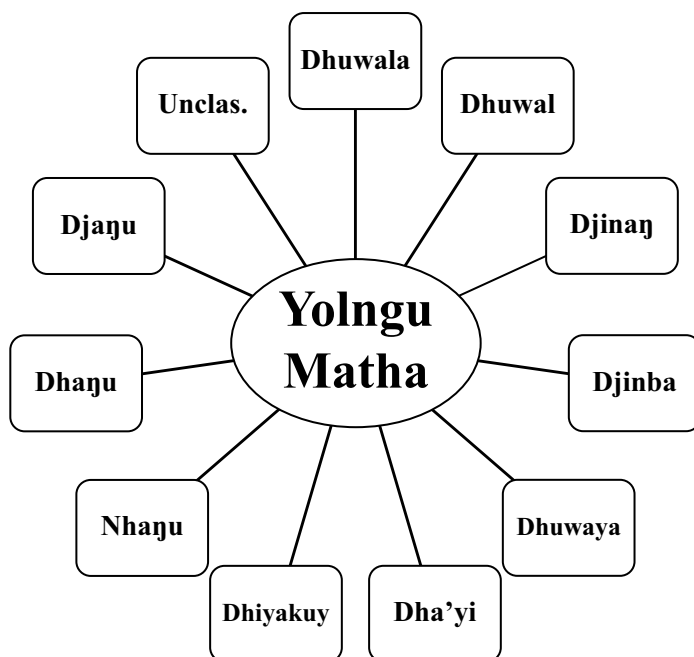 Dhuwala
Unclas.
Dhuwal
Djaŋu
Djinaŋ
Yolngu
Matha
Dhaŋu
Djinba
Nhaŋu
Dhuwaya
Dhiyakuy
Dha’yi